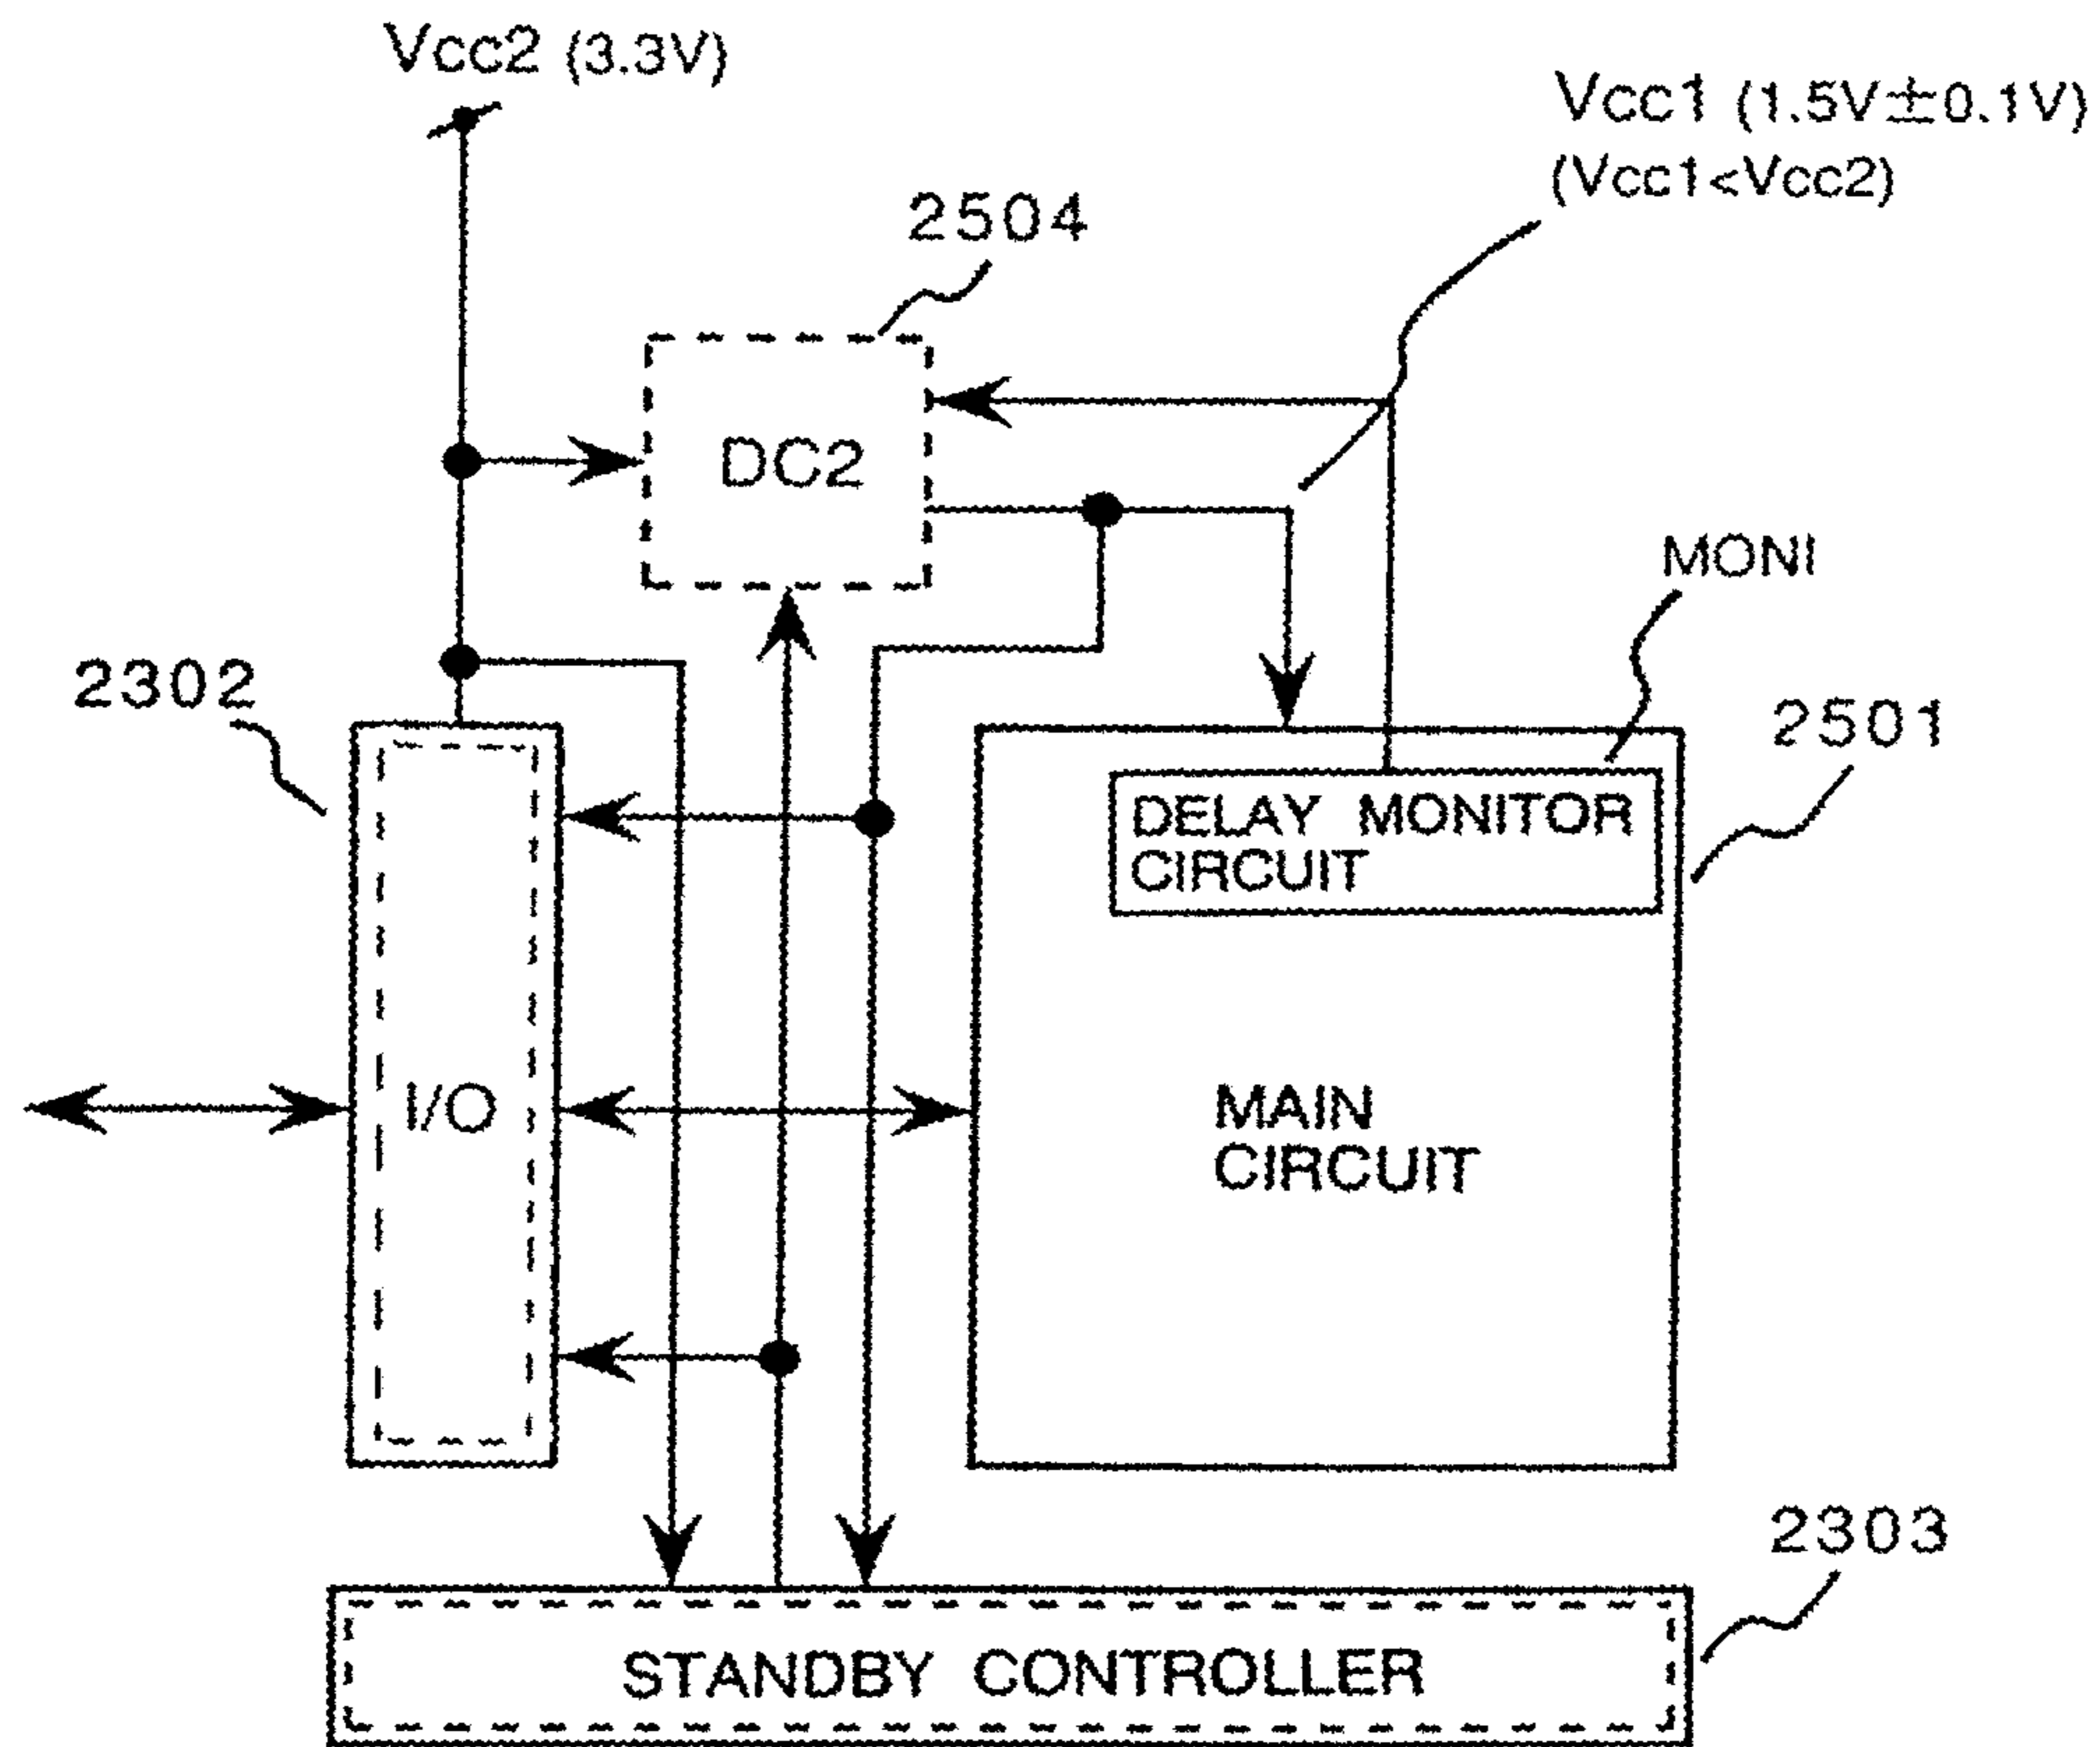 Vcc2 (3.3V)
Vcc1 (1.5V±0.1V)
(Vcc1<Vcc2)
2504
DC2
MONI
2302
2501
DELAY MONITOR
CIRCUIT
I/O
MAIN
CIRCUIT
2303
STANDBY CONTROLLER